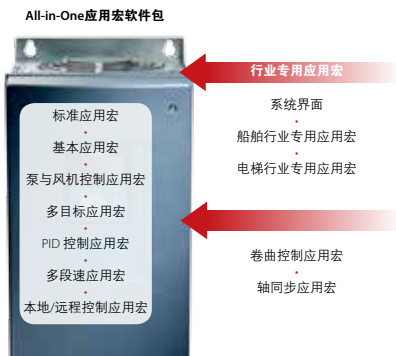 All-in-One应用宏软件包
标准应用宏
基本应用宏
泵与风机控制应用宏
多目标应用宏
PID 控制应用宏
多段速应用宏
本地/远程控制应用宏
行业专用应用宏
系统界面
船舶行业专用应用宏
电梯行业专用应用宏
卷曲控制应用宏
轴同步应用宏